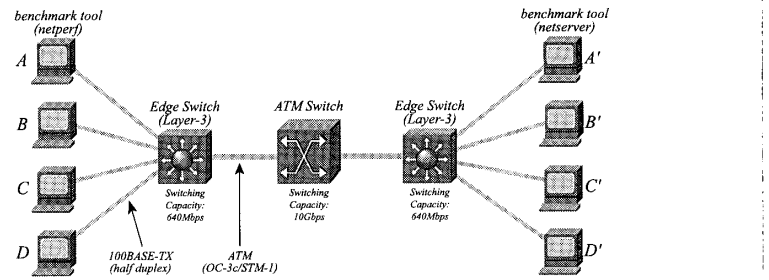 benchmark tool
(netperf)
benchmark tool
(netserver)
A
A'
Edge Switch
(Layer-3)
ATM Switch
Edge Switch
(Layer-3)
B
B'
C
C'
Switching
Capacity:
640Mbps
Switching
Capacity:
10Gbps
Switching
Capacity:
640Mbps
D
D'
100BASE-TX
(half duplex)
ATM
(OC-3c/STM-1)